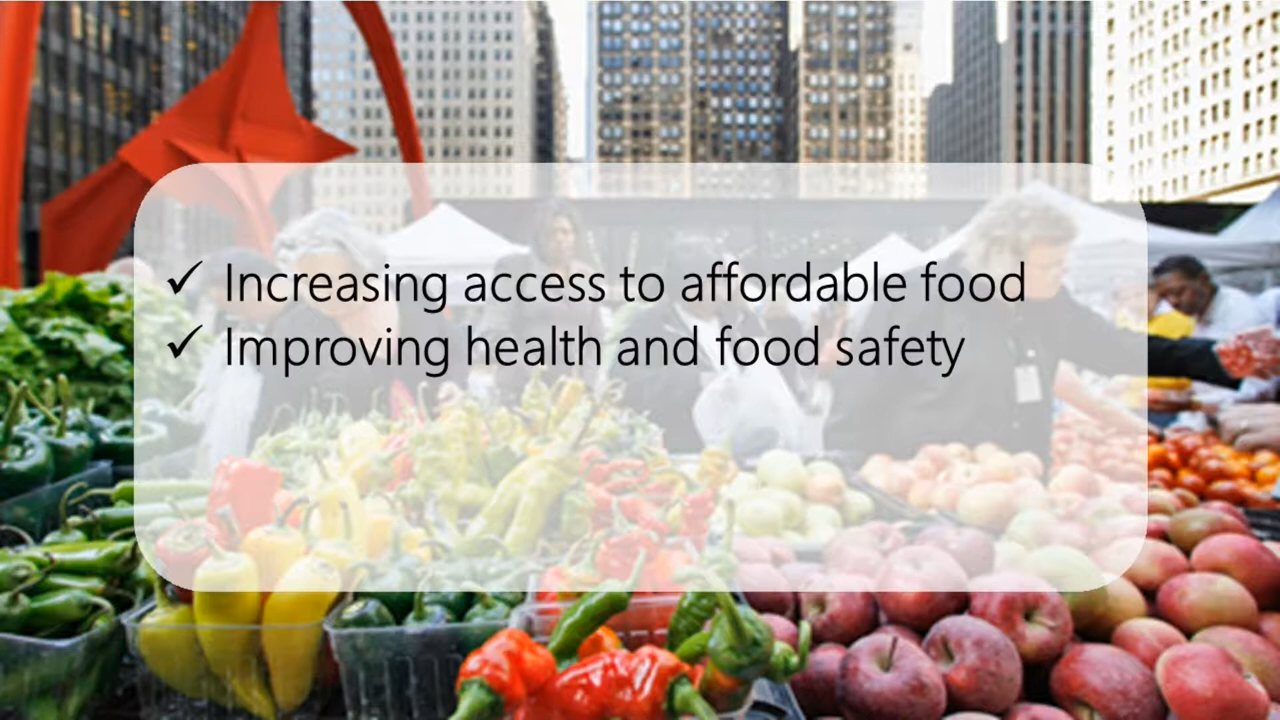 ✓ Increasing access to affordable food
✓ Improving health and food safety